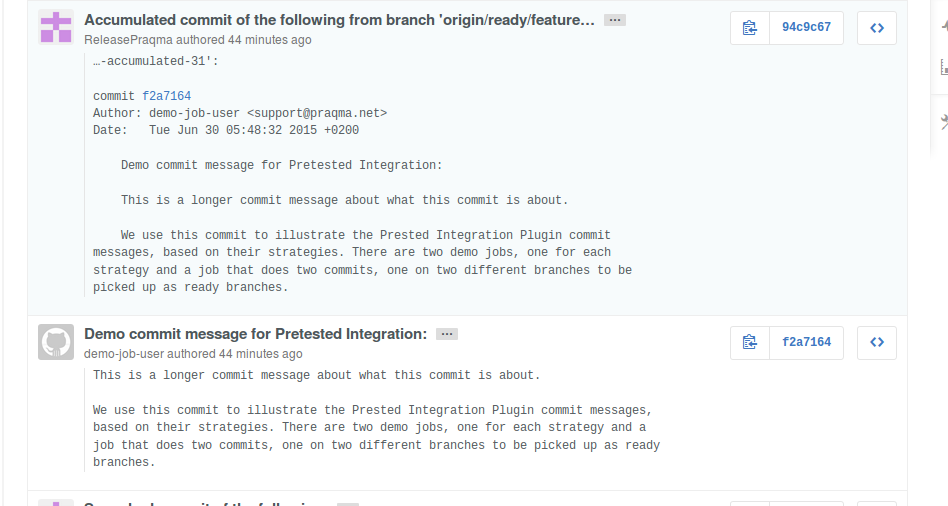 Accumulated commit of the following from branch 'origin/ready/feature… …
94c9c67
ReleasePraqma authored 44 minutes ago
…-accumulated-31':
commit f2a7164
Author: demo-job-user <support@praqma.net>
Date:   Tue Jun 30 05:48:32 2015 +0200
Demo commit message for Pretested Integration:
This is a longer commit message about what this commit is about.
We use this commit to illustrate the Prested Integration Plugin commit
messages, based on their strategies. There are two demo jobs, one for each
strategy and a job that does two commits, one on two different branches to be
picked up as ready branches.
Demo commit message for Pretested Integration: …
f2a7164
demo-job-user authored 44 minutes ago
This is a longer commit message about what this commit is about.
We use this commit to illustrate the Prested Integration Plugin commit messages,
based on their strategies. There are two demo jobs, one for each strategy and a
job that does two commits, one on two different branches to be picked up as ready
branches.